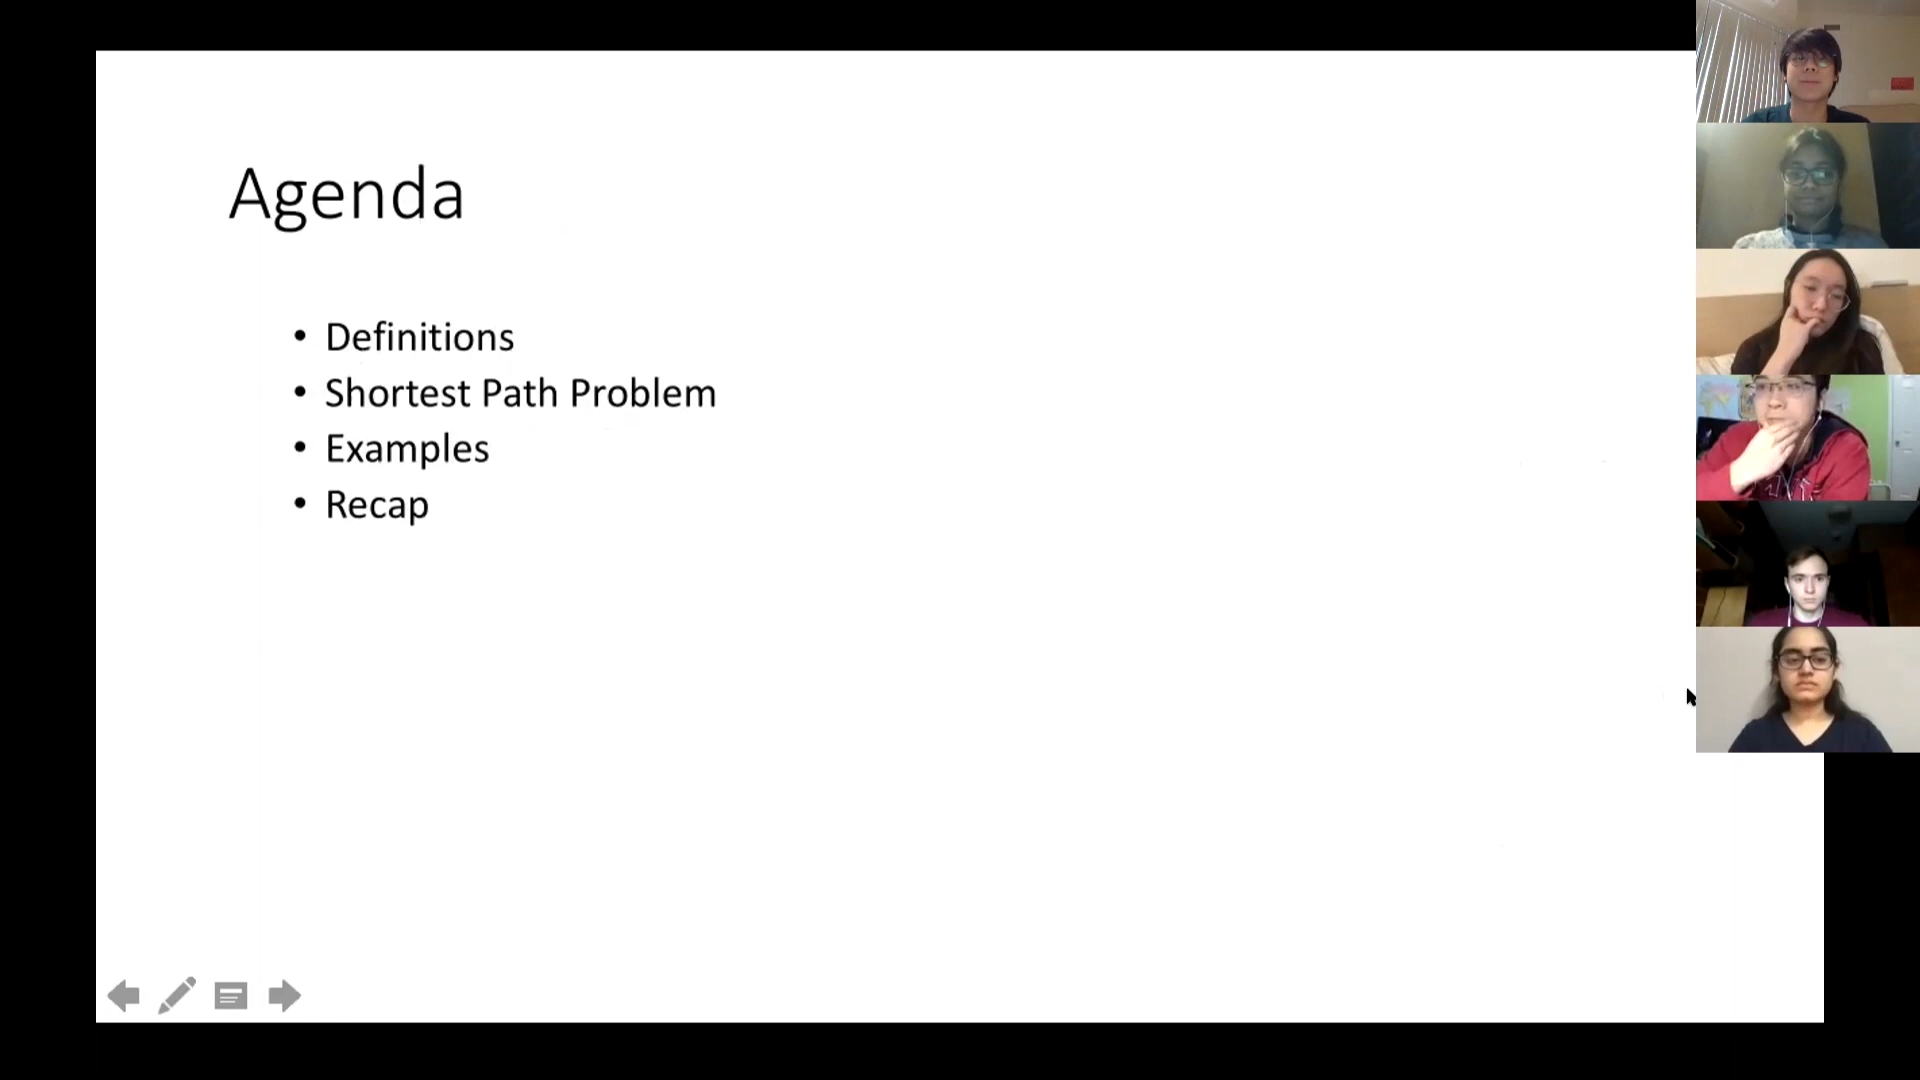 Agenda
• Definitions
• Shortest Path Problem
• Examples
• Recap